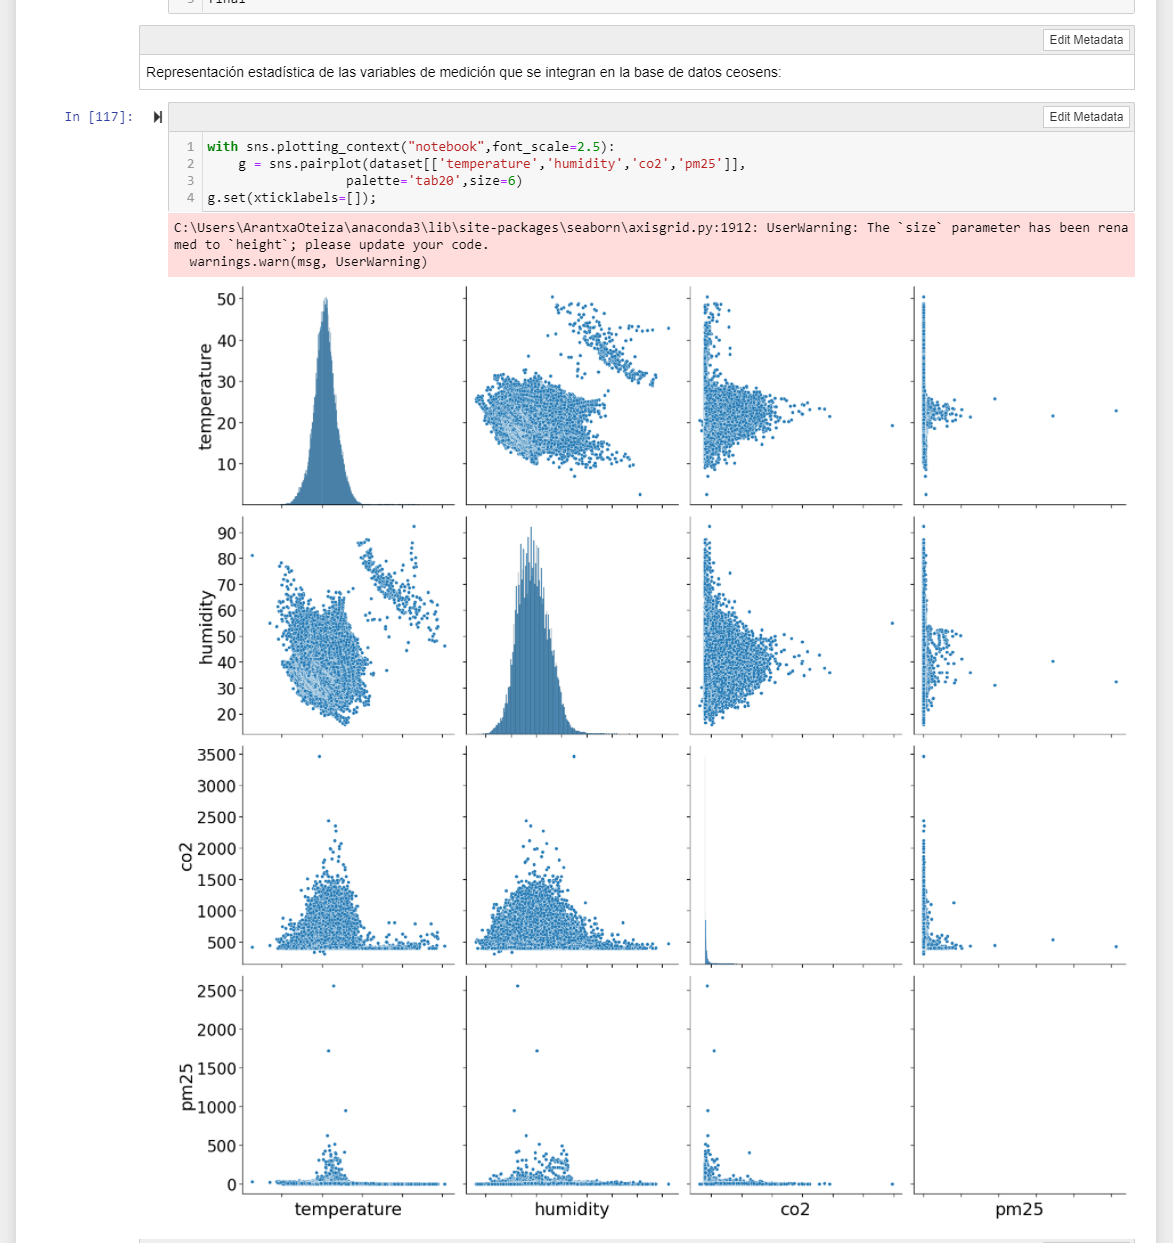 Edit Metadata
Representación estadística de las variables de medición que se integran en la base de datos ceosens:
In [117]:
Edit Metadata
1 with sns.plotting_context("notebook",font_scale=2.5):
2     g = sns.pairplot(dataset[['temperature','humidity','co2','pm25']],
3                   palette='tab20',size=6)
4 g.set(xticklabels=[]);
C:\Users\ArantxaOteiza\anaconda3\lib\site-packages\seaborn\axisgrid.py:1912: UserWarning: The `size` parameter has been rena
med to `height`; please update your code.
  warnings.warn(msg, UserWarning)
50
40
30
20
10
temperature
90
80
70
60
50
40
30
20
humidity
3500
3000
2500
2000
1500
1000
500
co2
2500
2000
1500
1000
500
0
pm25
temperature humidity co2 pm25